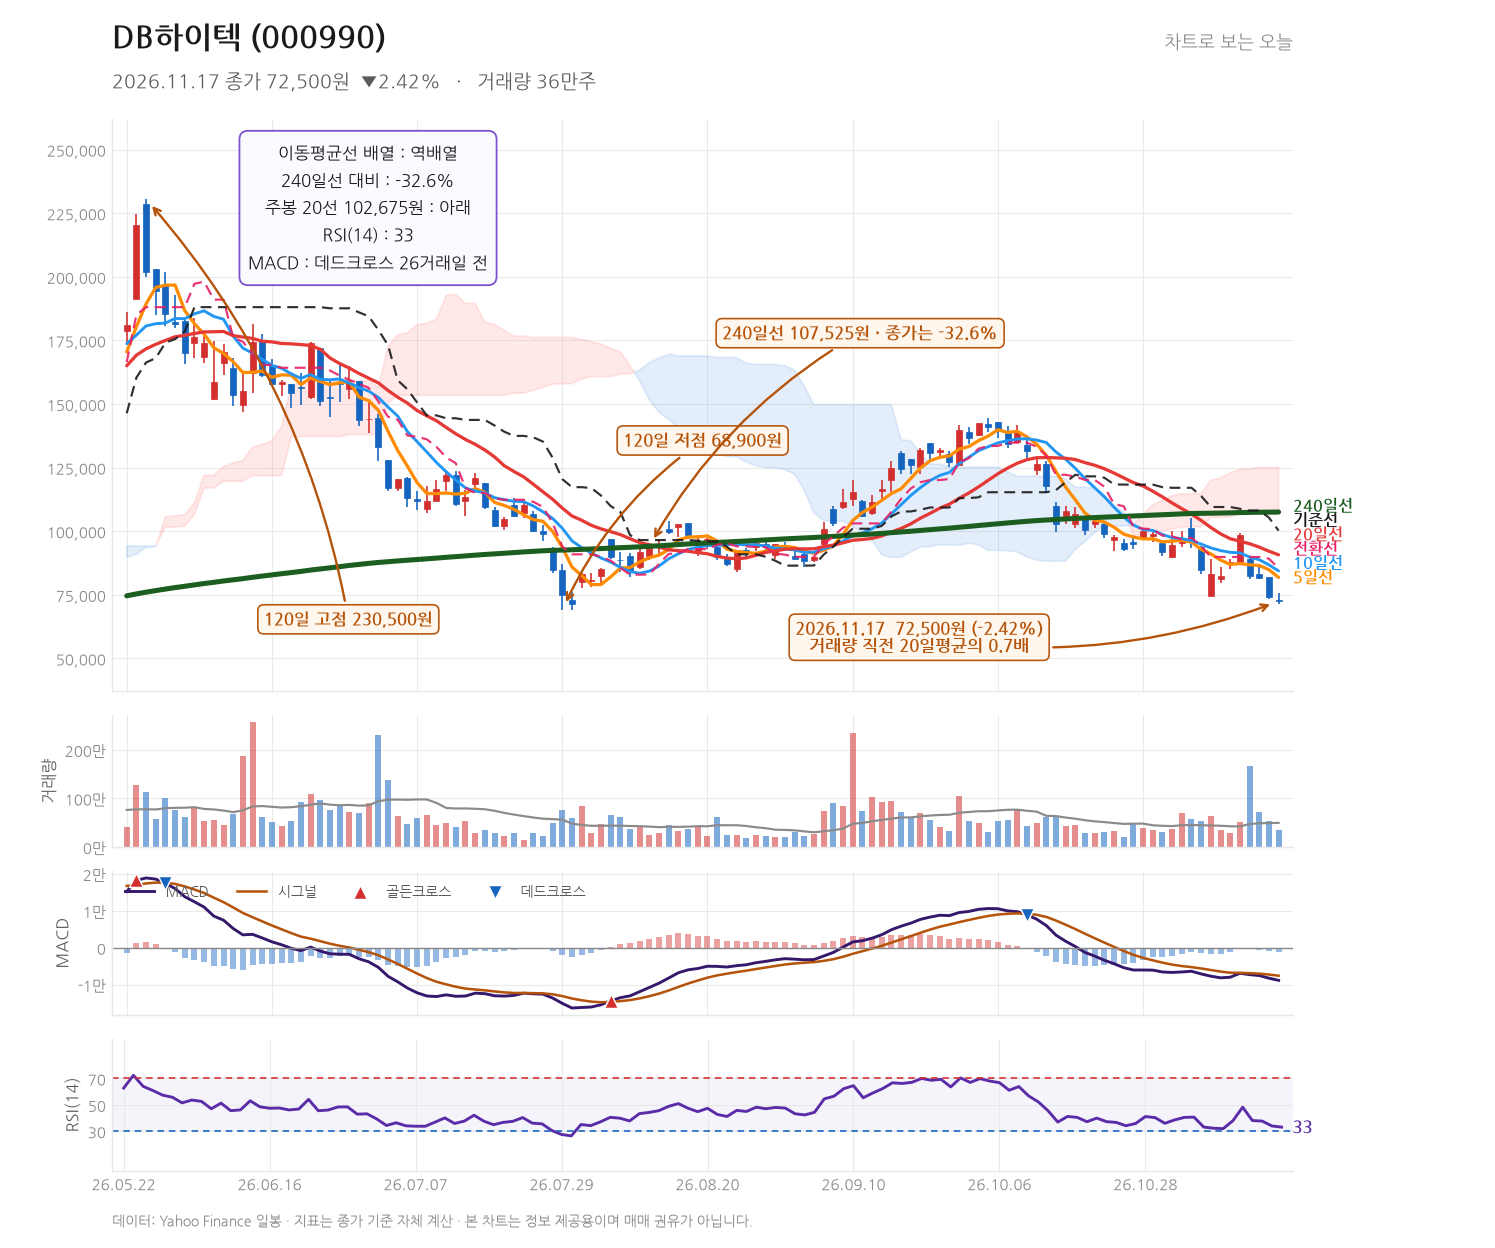 DB하이텍 (000990)
차트로 보는 오늘
2026.11.17 종가 72,500원 ▼2.42% · 거래량 36만주
이동평균선 배열 : 역배열
240일선 대비 : -32.6%
주봉 20선 102,675원 : 아래
RSI(14) : 33
MACD : 데드크로스 26거래일 전
250,000
225,000
200,000
175,000
150,000
125,000
100,000
75,000
50,000
240일선 107,525원 · 종가는 -32.6%
120일 저점 68,900원
120일 고점 230,500원
2026.11.17 72,500원 (-2.42%)
거래량 직전 20일평균의 0.7배
240일선
기준선
20일선
전환선
10일선
5일선
거래량
200만
100만
0만
MACD
2만
1만
0
-1만
MACD
시그널
골든크로스
데드크로스
RSI(14)
70
50
30
33
26.05.22
26.06.16
26.07.07
26.07.29
26.08.20
26.09.10
26.10.06
26.10.28
데이터: Yahoo Finance 일봉 · 지표는 종가 기준 자체 계산 · 본 차트는 정보 제공용이며 매매 권유가 아닙니다.